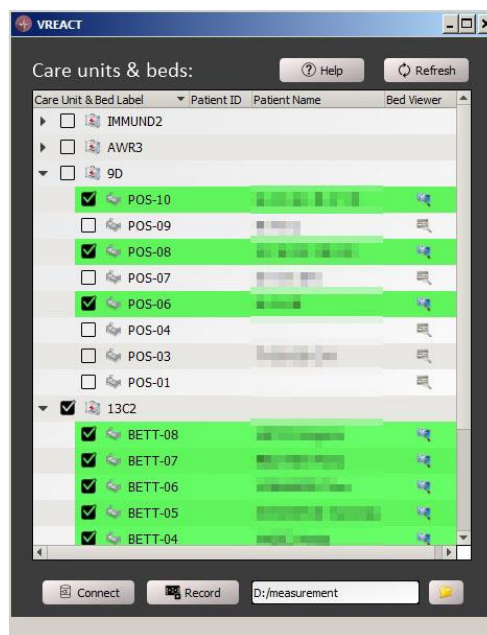 VREACT
Care units & beds:
Help
Refresh
Care Unit & Bed Label Patient ID Patient Name Bed Viewer
IMMUND2
AWR3
9D
POS-10
POS-09
POS-08
POS-07
POS-06
POS-04
POS-03
POS-01
13C2
BETT-08
BETT-07
BETT-06
BETT-05
BETT-04
Connect Record D:/measurement